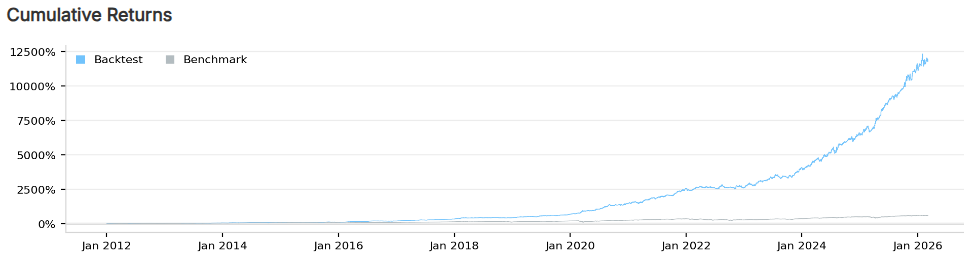 Cumulative Returns
Backtest Benchmark
12500%
10000%
7500%
5000%
2500%
0%
Jan 2012 Jan 2014 Jan 2016 Jan 2018 Jan 2020 Jan 2022 Jan 2024 Jan 2026